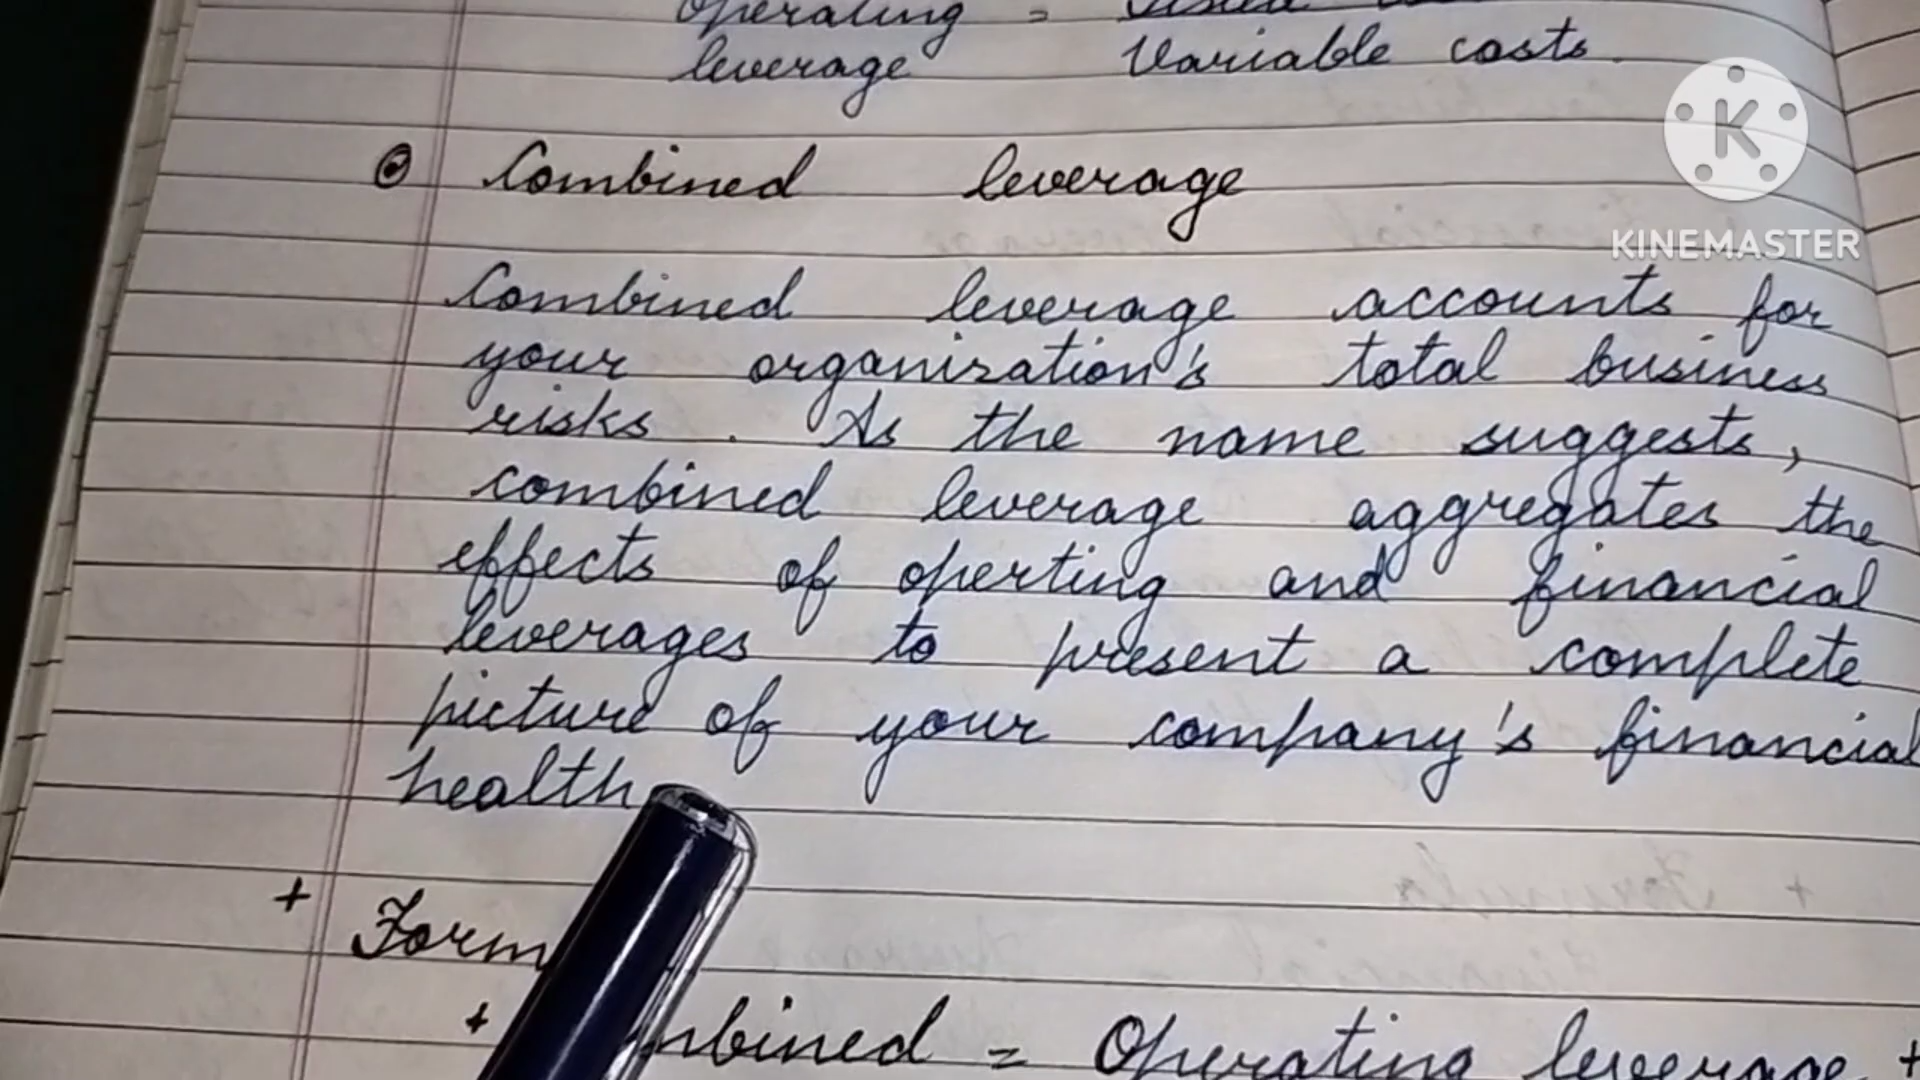 Operating =
leverage Variable costs.
Combined leverage
KINEMASTER
Combined leverage accounts for
your organization's total business
risks. As the name suggests,
combined leverage aggregates the
effects of operting and financial
leverages to present a complete
picture of your company's financial
health
+ Form
+ mbined = Operating leverage +